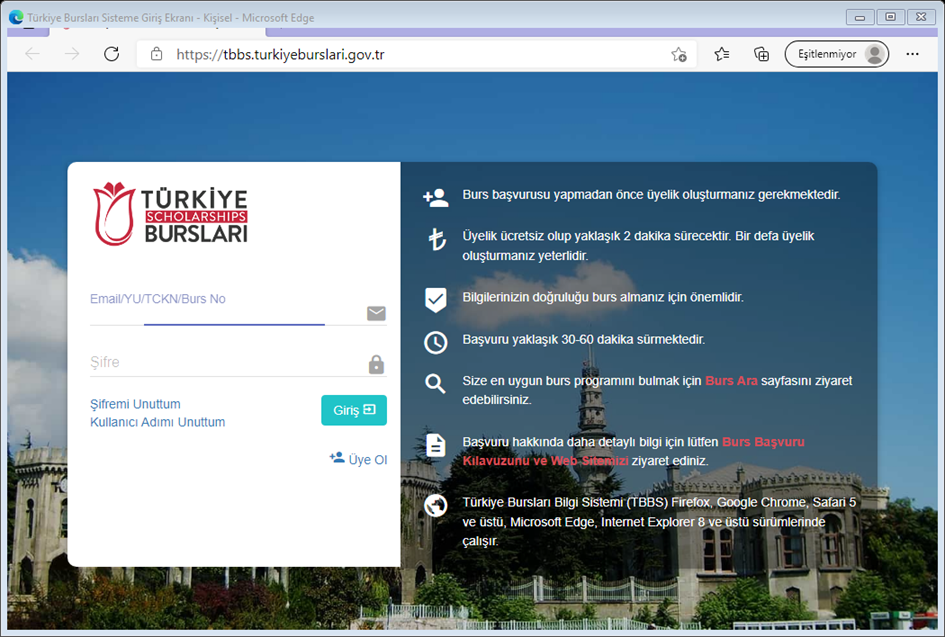 Türkiye Bursları Sisteme Giriş Ekranı - Kişisel - Microsoft Edge
https://tbbs.turkiyeburslari.gov.tr
Eşitlenmiyor
TÜRKİYE
SCHOLARSHIPS
BURSLARI
Email/YU/TCKN/Burs No
Şifre
Şifremi Unuttum
Kullanıcı Adımı Unuttum
Giriş
Üye Ol
Burs başvurusu yapmadan önce üyelik oluşturmanız gerekmektedir.
Üyelik ücretsiz olup yaklaşık 2 dakika sürecektir. Bir defa üyelik
oluşturmanız yeterlidir.
Bilgilerinizin doğruluğu burs almanız için önemlidir.
Başvuru yaklaşık 30-60 dakika sürmektedir.
Size en uygun burs programını bulmak için Burs Ara sayfasını ziyaret
edebilirsiniz.
Başvuru hakkında daha detaylı bilgi için lütfen Burs Başvuru
Kılavuzunu ve Web Sitemizi ziyaret ediniz.
Türkiye Bursları Bilgi Sistemi (TBBS) Firefox, Google Chrome, Safari 5
ve üstü, Microsoft Edge, Internet Explorer 8 ve üstü sürümlerinde
çalışır.